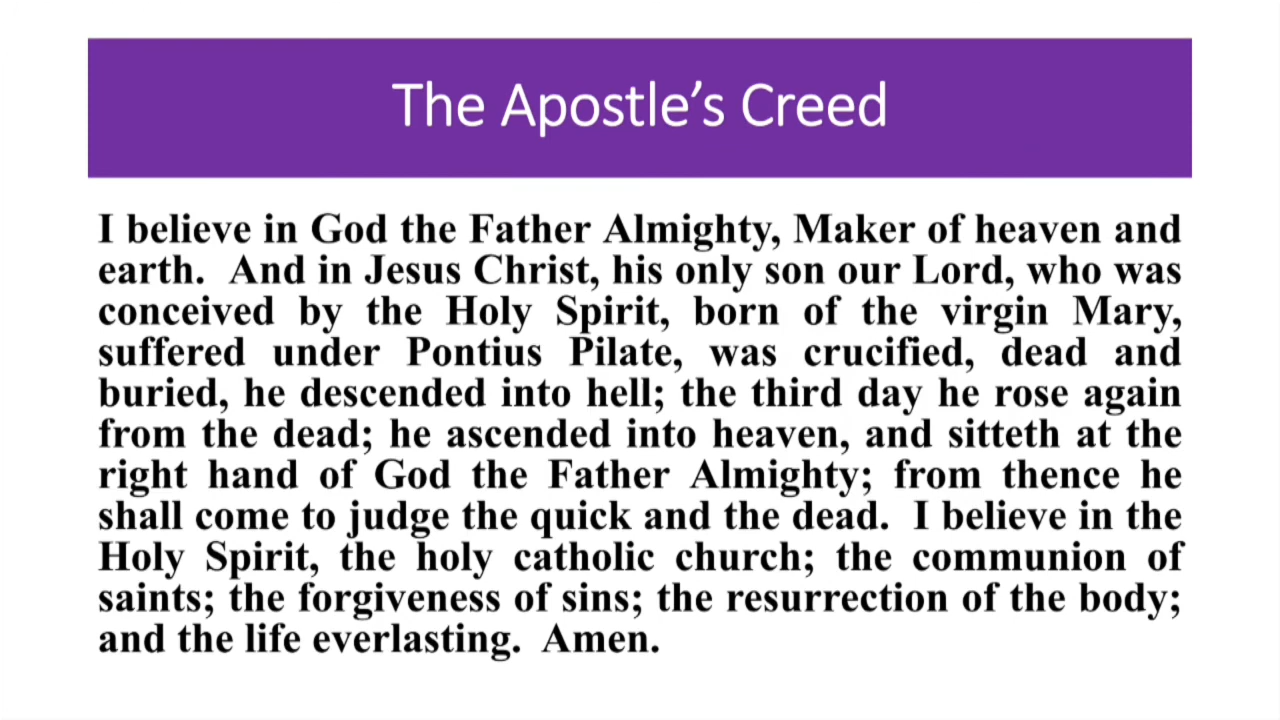 The Apostle’s Creed
I believe in God the Father Almighty, Maker of heaven and
earth.  And in Jesus Christ, his only son our Lord, who was
conceived by the Holy Spirit, born of the virgin Mary,
suffered under Pontius Pilate, was crucified, dead and
buried, he descended into hell; the third day he rose again
from the dead; he ascended into heaven, and sitteth at the
right hand of God the Father Almighty; from thence he
shall come to judge the quick and the dead.  I believe in the
Holy Spirit, the holy catholic church; the communion of
saints; the forgiveness of sins; the resurrection of the body;
and the life everlasting.  Amen.